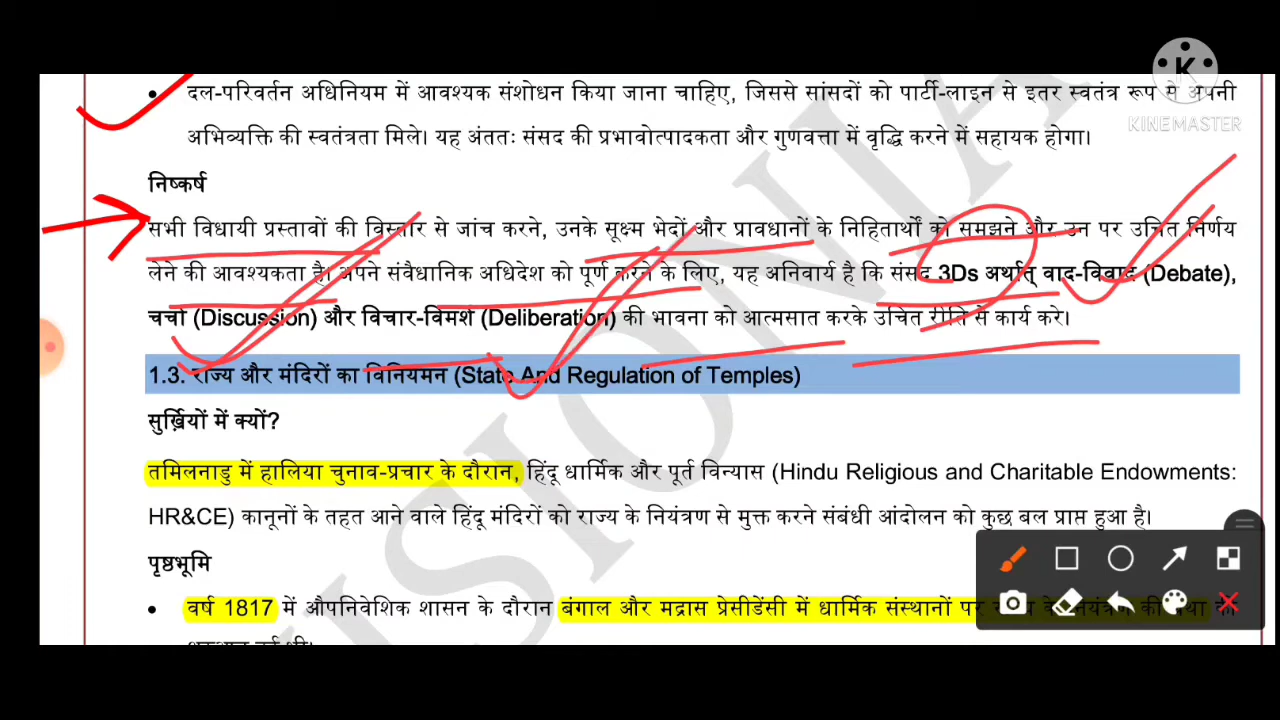 KINEMASTER
• दल-परिवर्तन अधिनियम में आवश्यक संशोधन किया जाना चाहिए, जिससे सांसदों को पार्टी-लाइन से इतर स्वतंत्र रूप से अपनी
अभिव्यक्ति की स्वतंत्रता मिले। यह अंततः संसद की प्रभावोत्पादकता और गुणवत्ता में वृद्धि करने में सहायक होगा।
निष्कर्ष
सभी विधायी प्रस्तावों की विस्तार से जांच करने, उनके सूक्ष्म भेदों और प्रावधानों के निहितार्थों को समझने और उन पर उचित निर्णय
लेने की आवश्यकता है। अपने संवैधानिक अधिदेश को पूर्ण करने के लिए, यह अनिवार्य है कि संसद 3Ds अर्थात् वाद-विवाद (Debate),
चर्चा (Discussion) और विचार-विमर्श (Deliberation) की भावना को आत्मसात करके उचित रीति से कार्य करे।
1.3. राज्य और मंदिरों का विनियमन (State And Regulation of Temples)
सुर्ख़ियों में क्यों?
तमिलनाडु में हालिया चुनाव-प्रचार के दौरान, हिंदू धार्मिक और पूर्त विन्यास (Hindu Religious and Charitable Endowments:
HR&CE) कानूनों के तहत आने वाले हिंदू मंदिरों को राज्य के नियंत्रण से मुक्त करने संबंधी आंदोलन को कुछ बल प्राप्त हुआ है।
पृष्ठभूमि
• वर्ष 1817 में औपनिवेशिक शासन के दौरान बंगाल और मद्रास प्रेसीडेंसी में धार्मिक संस्थानों पर